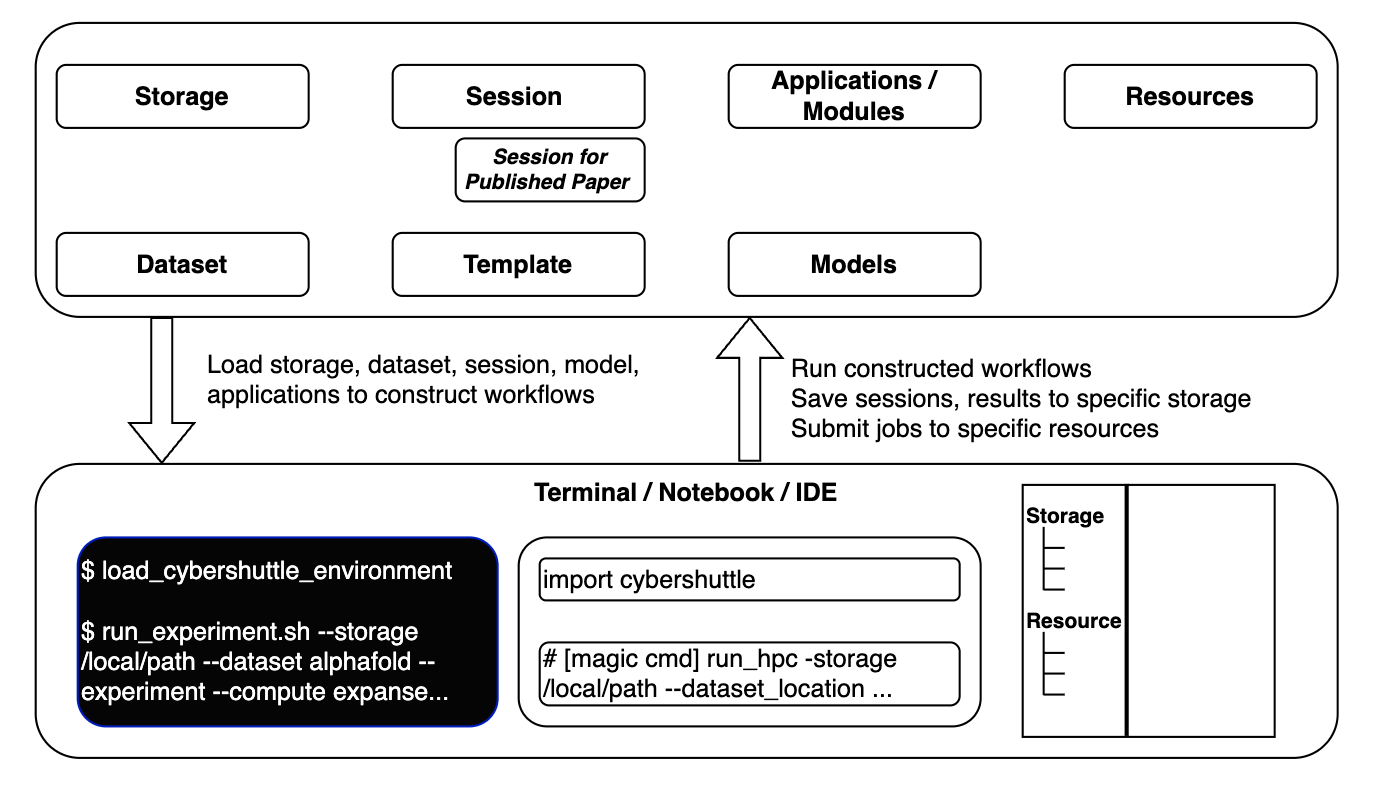 Storage
Session
Applications /
Modules
Resources
Session for
Published Paper
Dataset
Template
Models
Load storage, dataset, session, model,
applications to construct workflows
Run constructed workflows
Save sessions, results to specific storage
Submit jobs to specific resources
Terminal / Notebook / IDE
$ load_cybershuttle_environment
$ run_experiment.sh --storage
/local/path --dataset alphafold --
experiment --compute expanse...
import cybershuttle
# [magic cmd] run_hpc -storage
/local/path --dataset_location ...
Storage
Resource